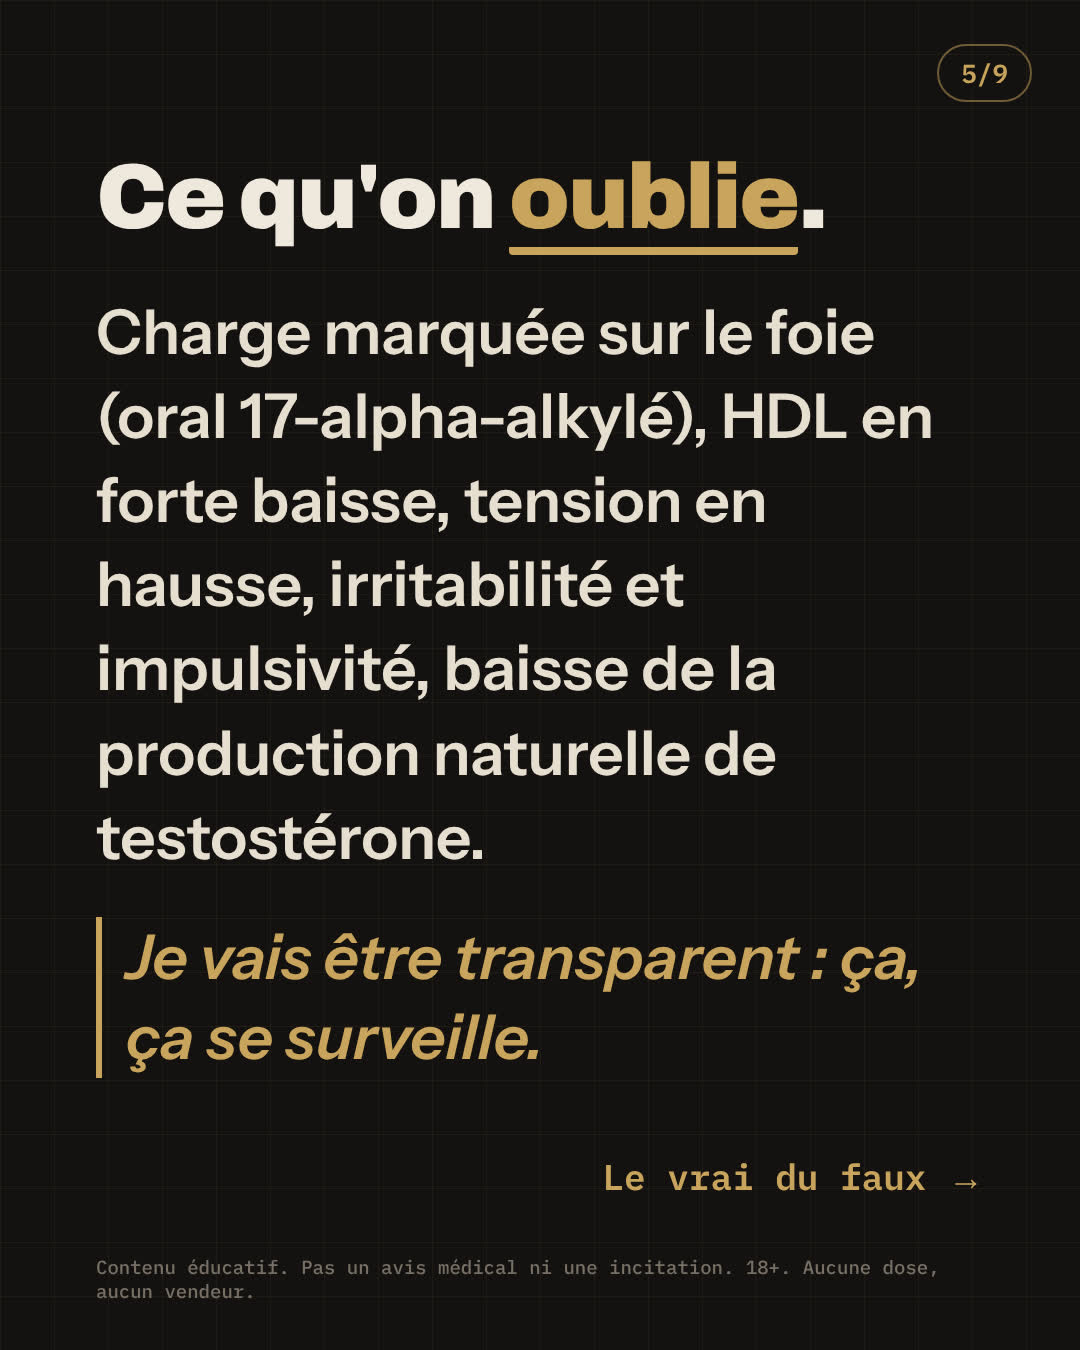 5/9
Ce qu'on oublie.
Charge marquée sur le foie
(oral 17-alpha-alkylé), HDL en
forte baisse, tension en
hausse, irritabilité et
impulsivité, baisse de la
production naturelle de
testostérone.
Je vais être transparent : ça,
ça se surveille.
Le vrai du faux →
Contenu éducatif. Pas un avis médical ni une incitation. 18+. Aucune dose,
aucun vendeur.